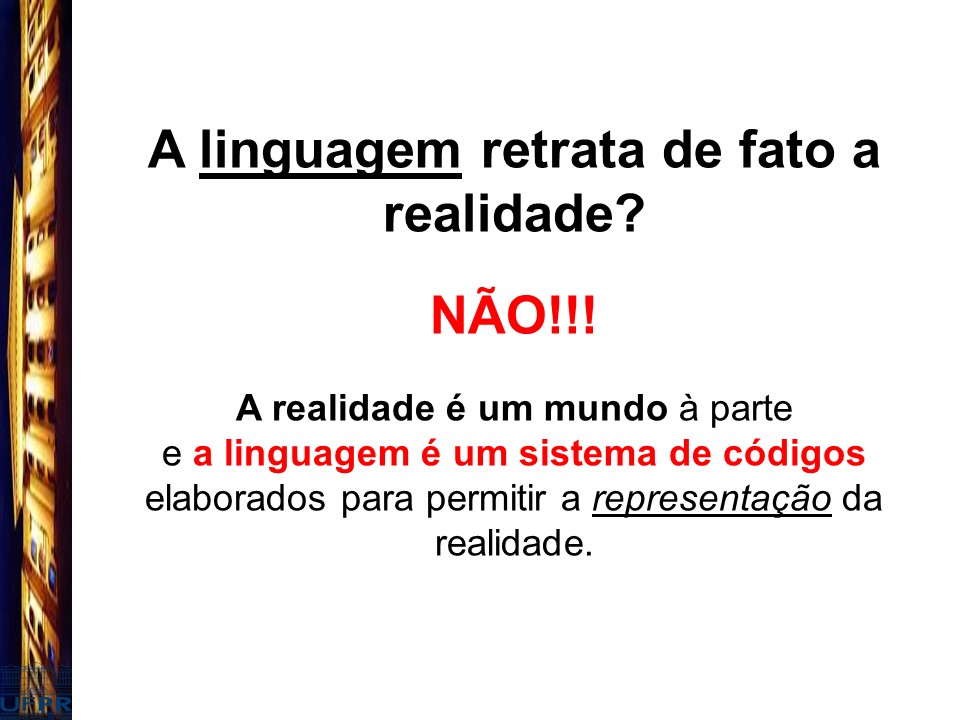 A linguagem retrata de fato a
realidade?
NÃO!!!
A realidade é um mundo à parte
e a linguagem é um sistema de códigos
elaborados para permitir a representação da
realidade.
UFPR